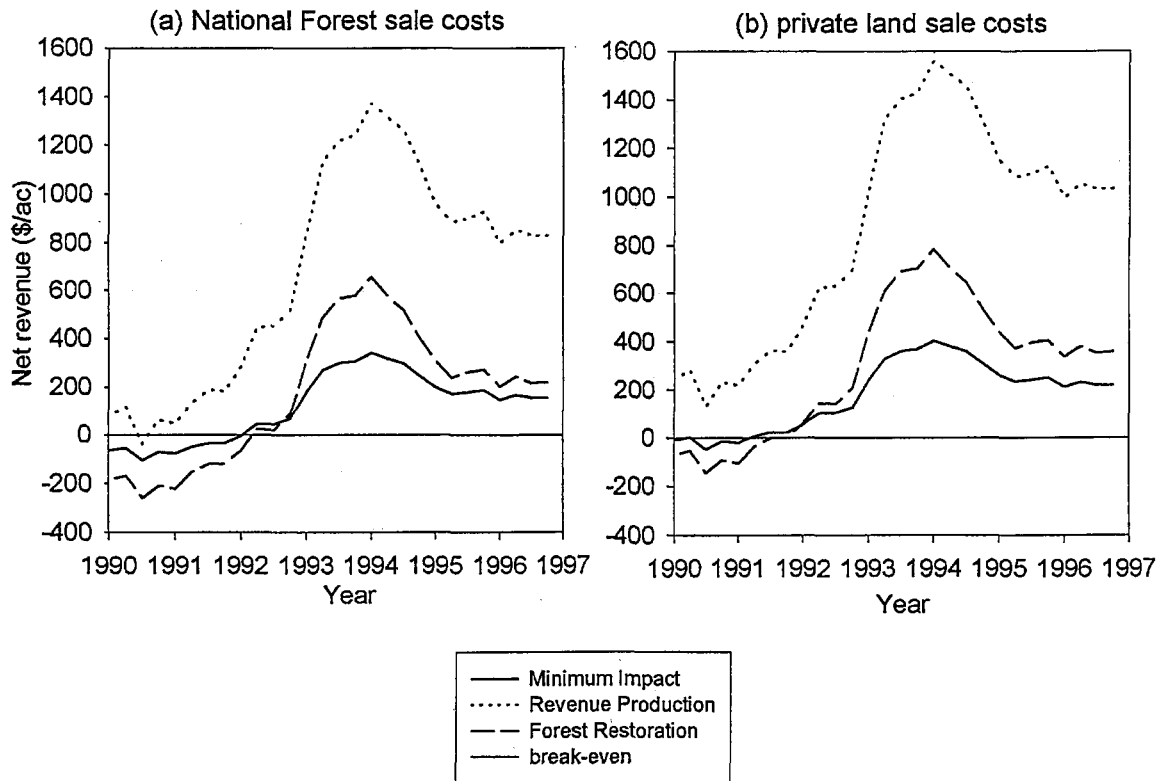 (a) National Forest sale costs
(b) private land sale costs
Net revenue ($/ac)
1600
1400
1200
1000
800
600
400
200
0
-200
-400
1990 1991 1992 1993 1994 1995 1996 1997
Year
1600
1400
1200
1000
800
600
400
200
0
-200
-400
1990 1991 1992 1993 1994 1995 1996 1997
Year
Minimum Impact
Revenue Production
Forest Restoration
break-even